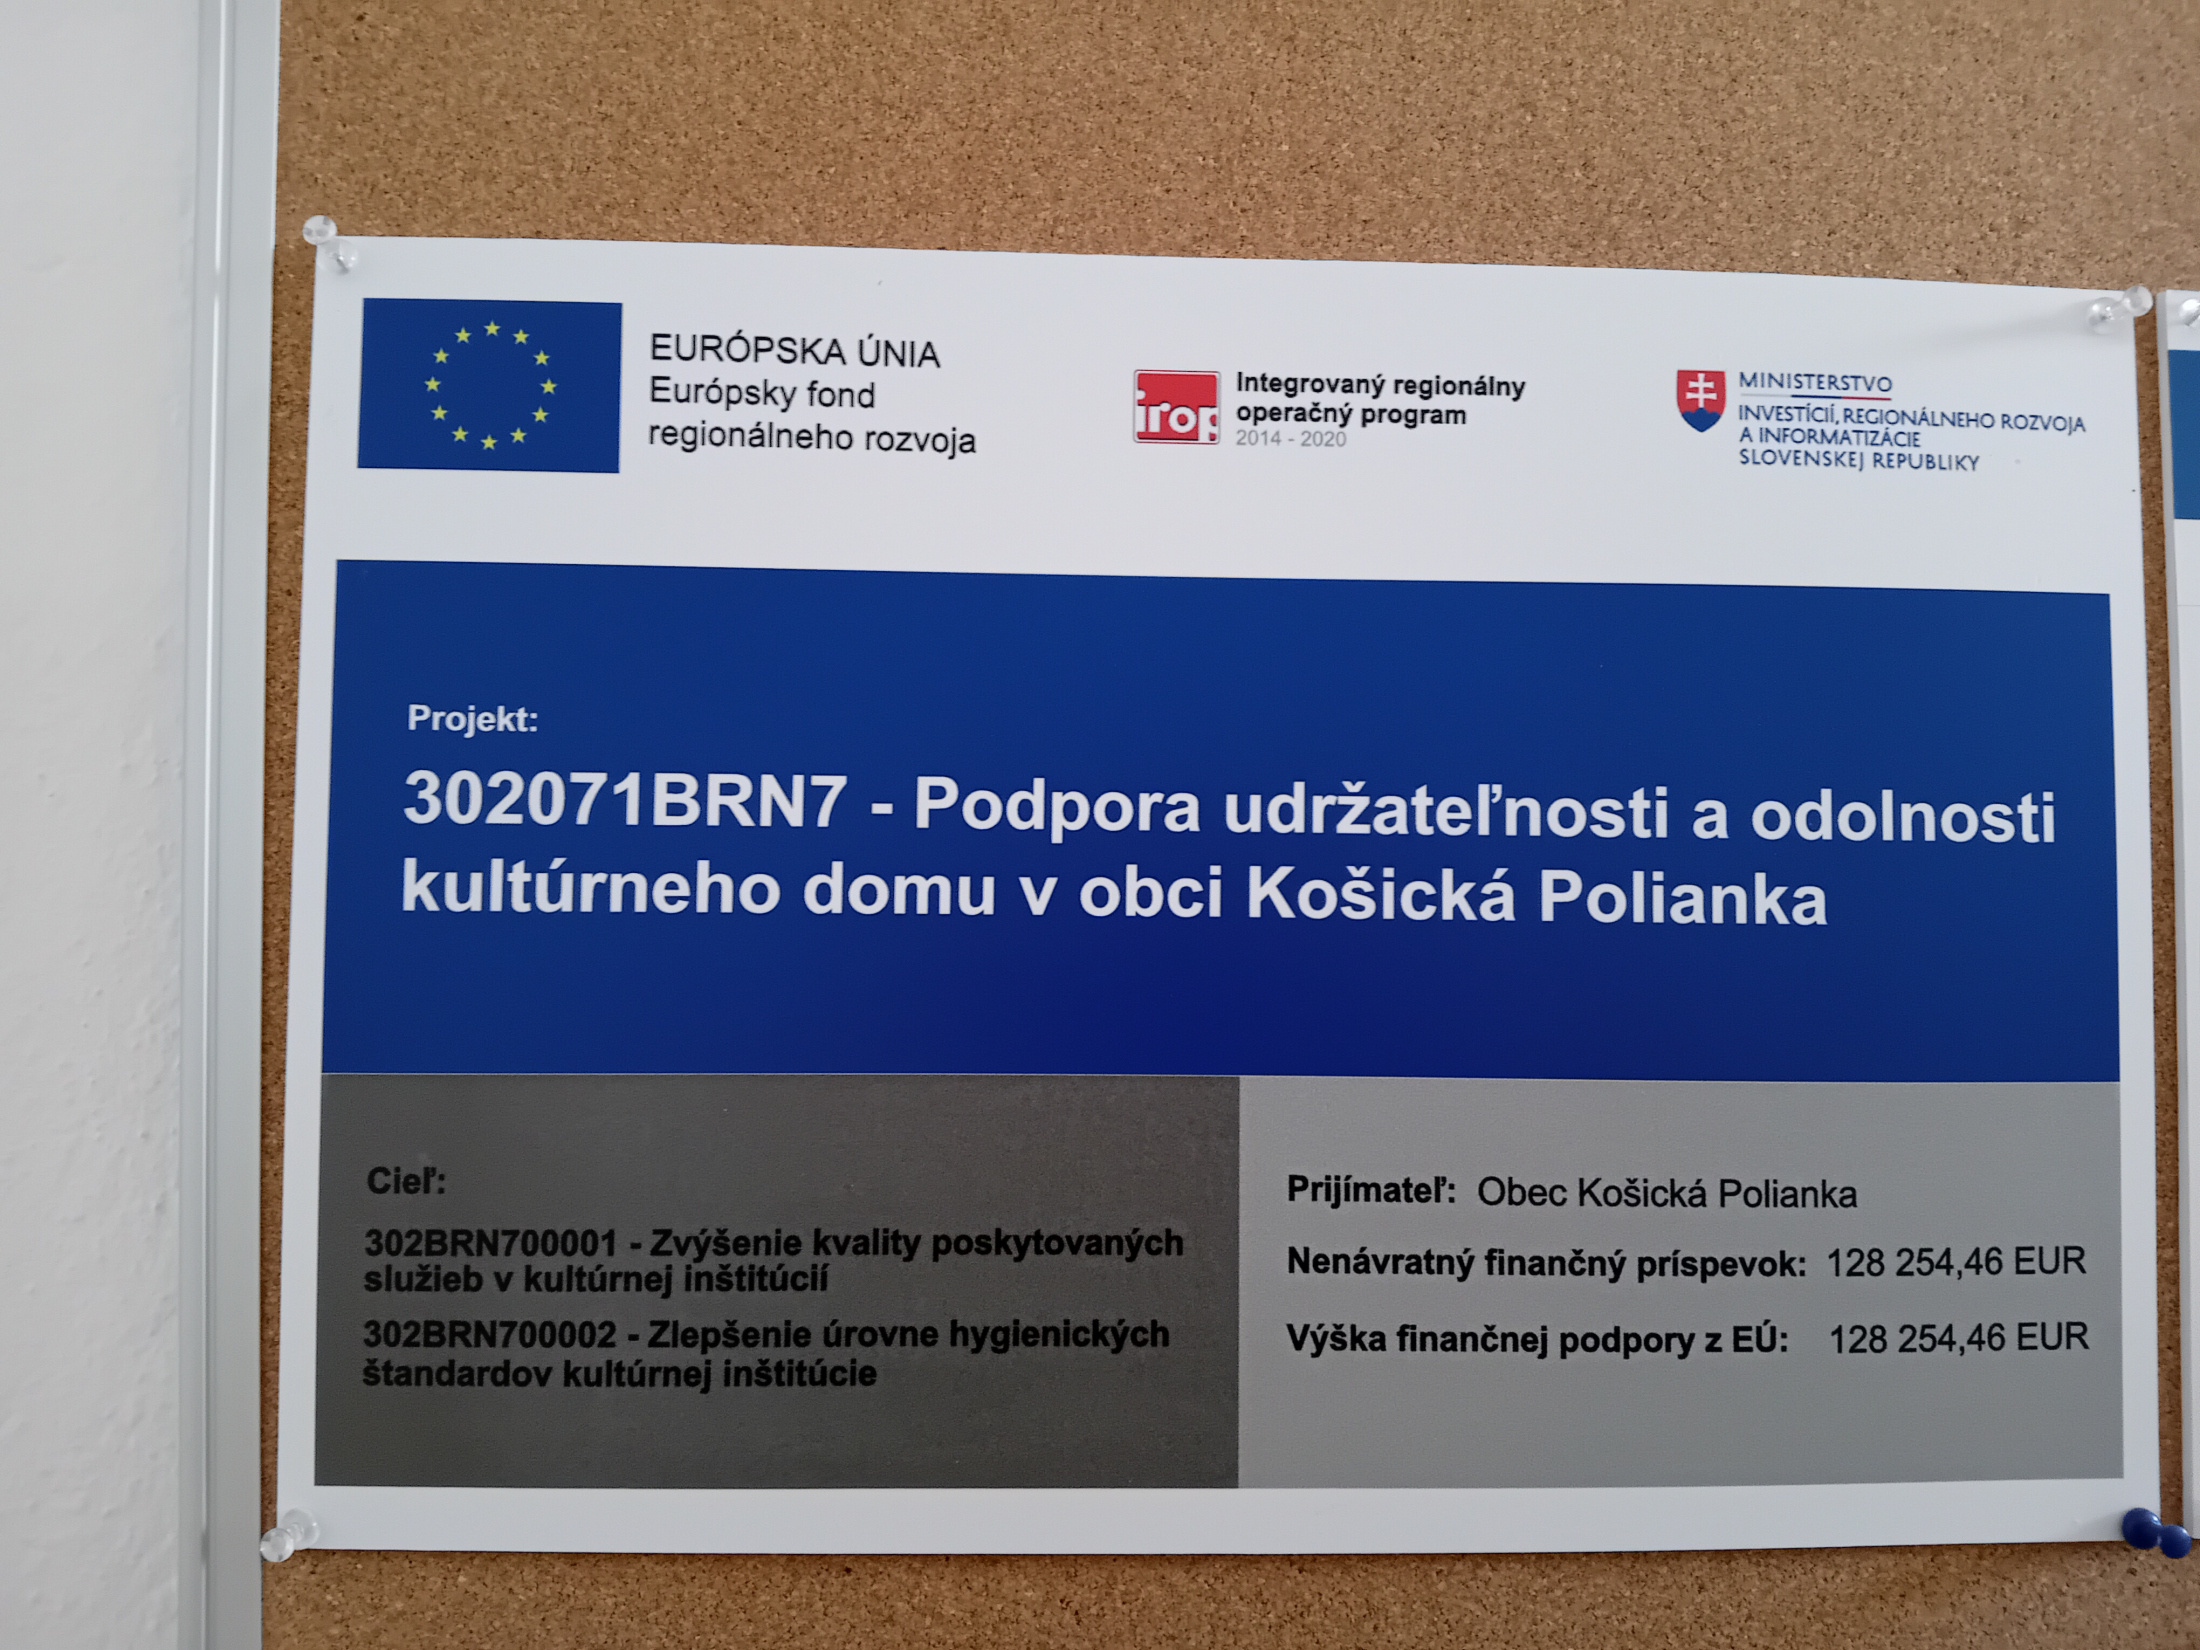 EURÓPSKA ÚNIA
Európsky fond
regionálneho rozvoja
irop
Integrovaný regionálny
operačný program
2014 - 2020
MINISTERSTVO
INVESTÍCIÍ, REGIONÁLNEHO ROZVOJA
A INFORMATIZÁCIE
SLOVENSKEJ REPUBLIKY
Projekt:
302071BRN7 - Podpora udržateľnosti a odolnosti
kultúrneho domu v obci Košická Polianka
Cieľ:
302BRN700001 - Zvýšenie kvality poskytovaných
služieb v kultúrnej inštitúcií
302BRN700002 - Zlepšenie úrovne hygienických
štandardov kultúrnej inštitúcie
Prijímateľ: Obec Košická Polianka
Nenávratný finančný príspevok: 128 254,46 EUR
Výška finančnej podpory z EÚ: 128 254,46 EUR